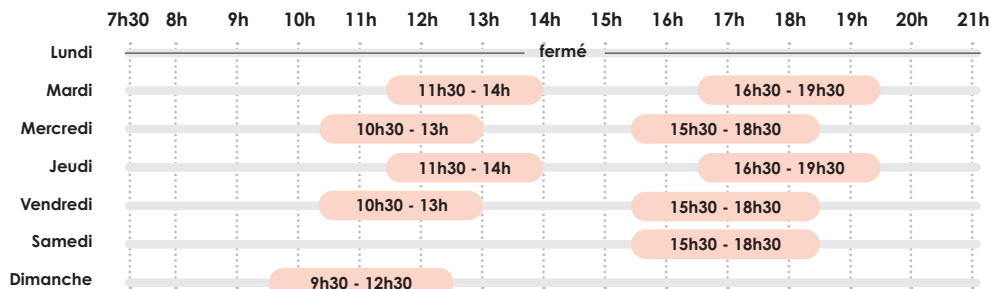 7h30 8h 9h 10h 11h 12h 13h 14h 15h 16h 17h 18h 19h 20h 21h
Lundi fermé
Mardi 11h30 - 14h 16h30 - 19h30
Mercredi 10h30 - 13h 15h30 - 18h30
Jeudi 11h30 - 14h 16h30 - 19h30
Vendredi 10h30 - 13h 15h30 - 18h30
Samedi 15h30 - 18h30
Dimanche 9h30 - 12h30